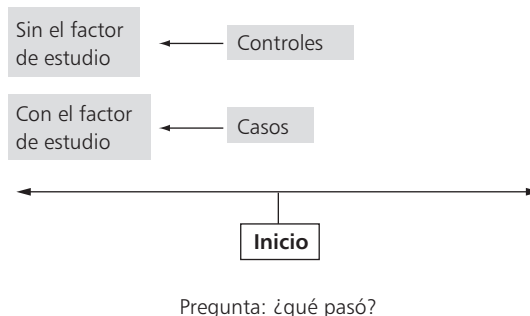 Sin el factor
de estudio
Controles
Con el factor
de estudio
Casos
Inicio
Pregunta: ¿qué pasó?